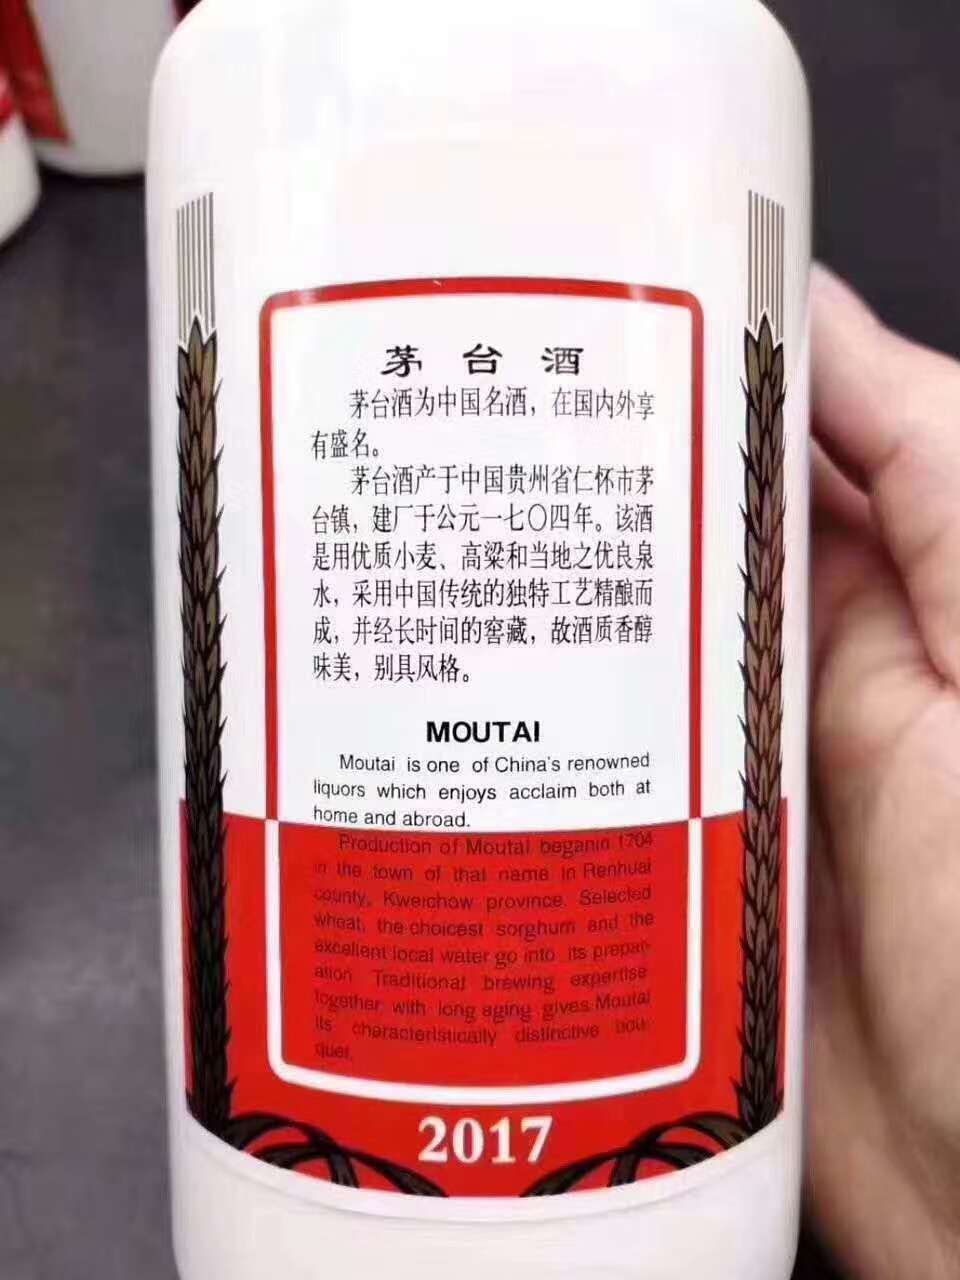 茅台酒
茅台酒为中国名酒，在国内外享
有盛名。
茅台酒产于中国贵州省仁怀市茅
台镇，建厂于公元一七〇四年。该酒
是用优质小麦、高粱和当地之优良泉
水，采用中国传统的独特工艺精酿而
成，并经长时间的窖藏，故酒质香醇
味美，别具风格。
MOUTAI
Moutai is one of China's renowned
liquors which enjoys acclaim both at
home and abroad.
Production of Moutai beganin 1704
in the town of that name in Renhuai
county, Kweichow province. Selected
wheat, the choicest sorghum and the
excellent local water go into its prepar-
ation. Traditional brewing expertise
together with long aging gives Moutai
its characteristically distinctive bou-
quet.
2017